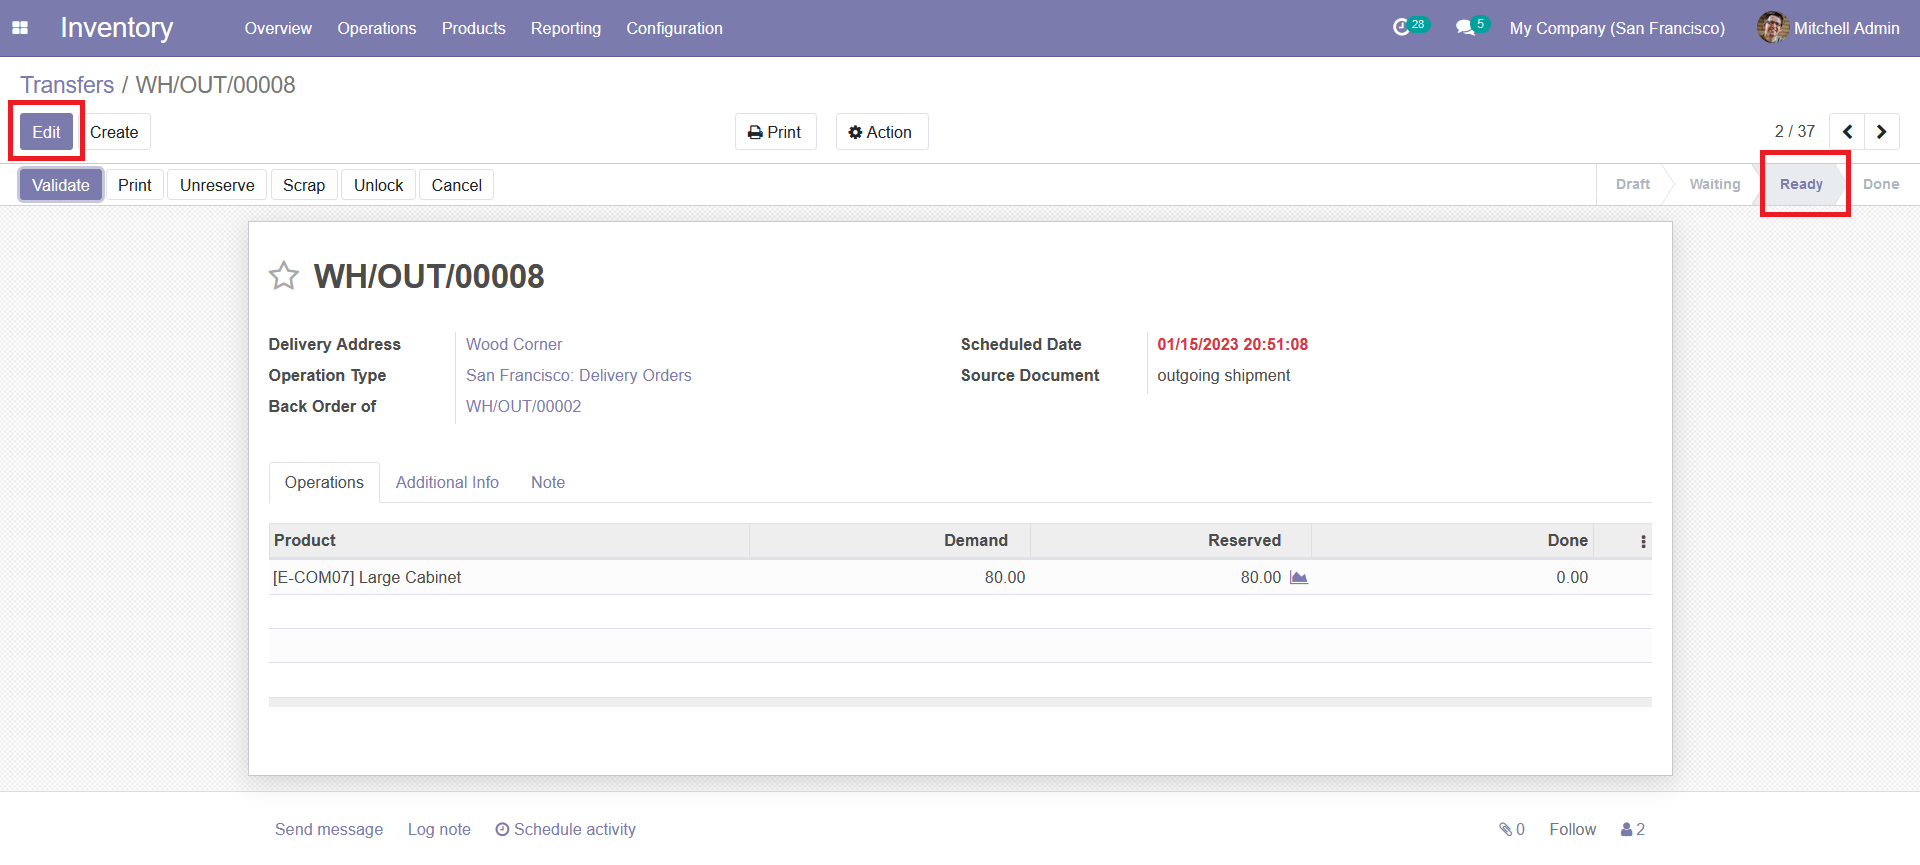 Inventory Overview Operations Products Reporting Configuration 28 5 My Company (San Francisco) Mitchell Admin
Transfers / WH/OUT/00008
Edit Create Print Action 2 / 37
Validate Print Unreserve Scrap Unlock Cancel Draft Waiting Ready Done
WH/OUT/00008
Delivery Address Wood Corner Scheduled Date 01/15/2023 20:51:08
Operation Type San Francisco: Delivery Orders Source Document outgoing shipment
Back Order of WH/OUT/00002
Operations Additional Info Note
Product Demand Reserved Done
[E-COM07] Large Cabinet 80.00 80.00 0.00
Send message Log note Schedule activity 0 Follow 2